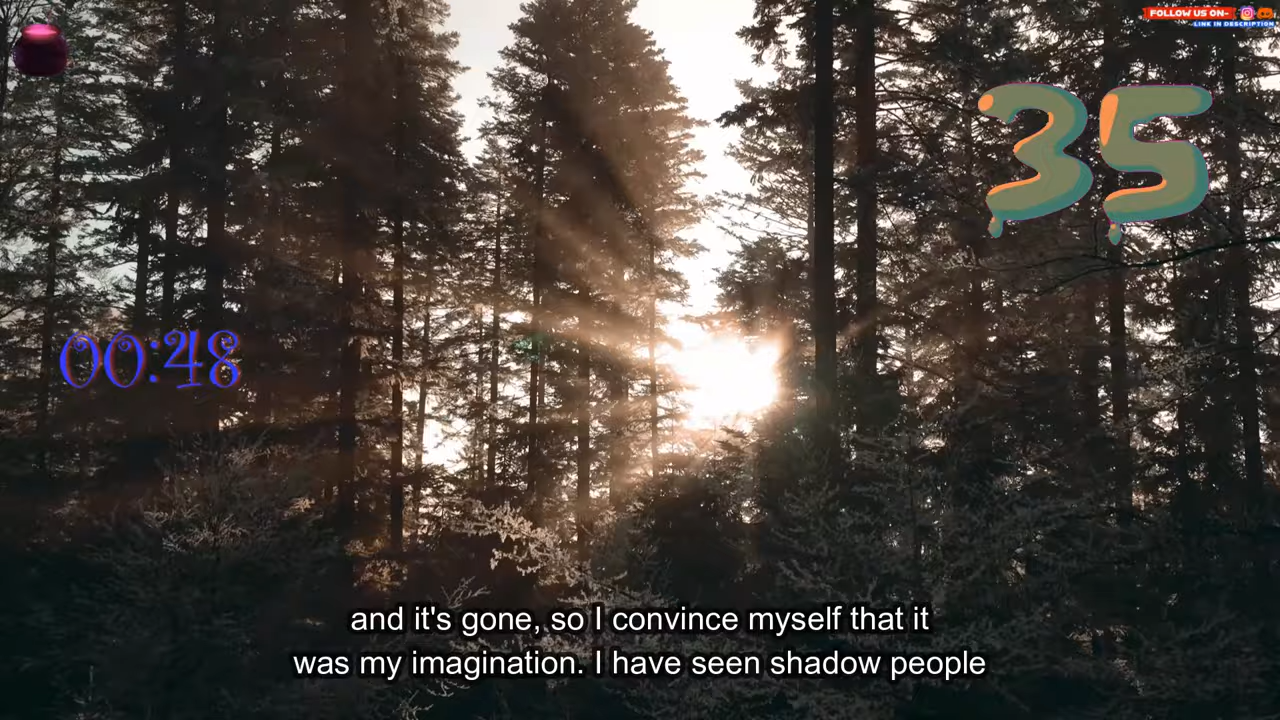 FOLLOW US ON-
LINK IN DESCRIPTION
35
00:48
and it's gone, so I convince myself that it
was my imagination. I have seen shadow people